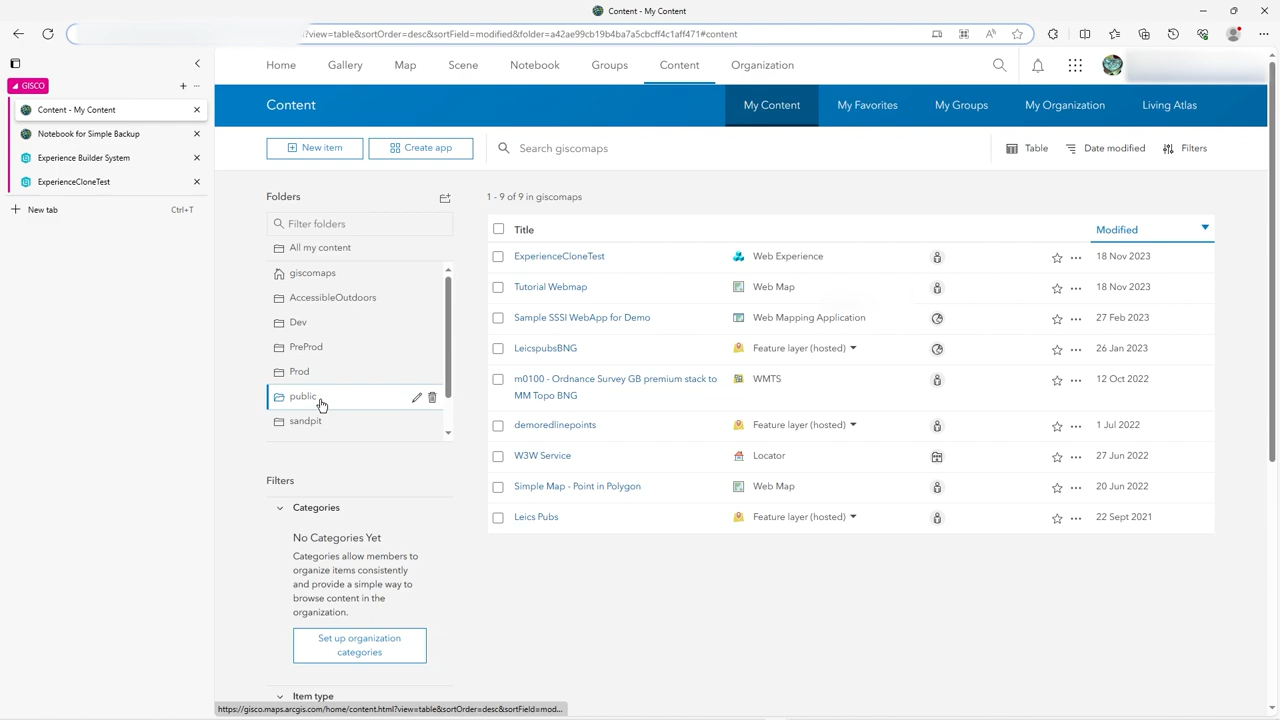 Content - My Content
?view=table&sortOrder=desc&sortField=modified&folder=a42ae99cb19b4ba7a5cbcff4c1aff471#content
GISCO
Content - My Content
Notebook for Simple Backup
Experience Builder System
ExperienceCloneTest
New tab
Ctrl+T
Home
Gallery
Map
Scene
Notebook
Groups
Content
Organization
Content
My Content
My Favorites
My Groups
My Organization
Living Atlas
New item
Create app
Search giscomaps
Table
Date modified
Filters
Folders
Filter folders
All my content
giscomaps
AccessibleOutdoors
Dev
PreProd
Prod
public
sandpit
Filters
Categories
No Categories Yet
Categories allow members to
organize items consistently
and provide a simple way to
browse content in the
organization.
Set up organization
categories
Item type
1 - 9 of 9 in giscomaps
Title
Modified
ExperienceCloneTest
Web Experience
18 Nov 2023
Tutorial Webmap
Web Map
18 Nov 2023
Sample SSSI WebApp for Demo
Web Mapping Application
27 Feb 2023
LeicspubsBNG
Feature layer (hosted)
26 Jan 2023
m0100 - Ordnance Survey GB premium stack to
MM Topo BNG
WMTS
12 Oct 2022
demoredlinepoints
Feature layer (hosted)
1 Jul 2022
W3W Service
Locator
27 Jun 2022
Simple Map - Point in Polygon
Web Map
20 Jun 2022
Leics Pubs
Feature layer (hosted)
22 Sept 2021
https://gisco.maps.arcgis.com/home/content.html?view=table&sortOrder=desc&sortField=mod...